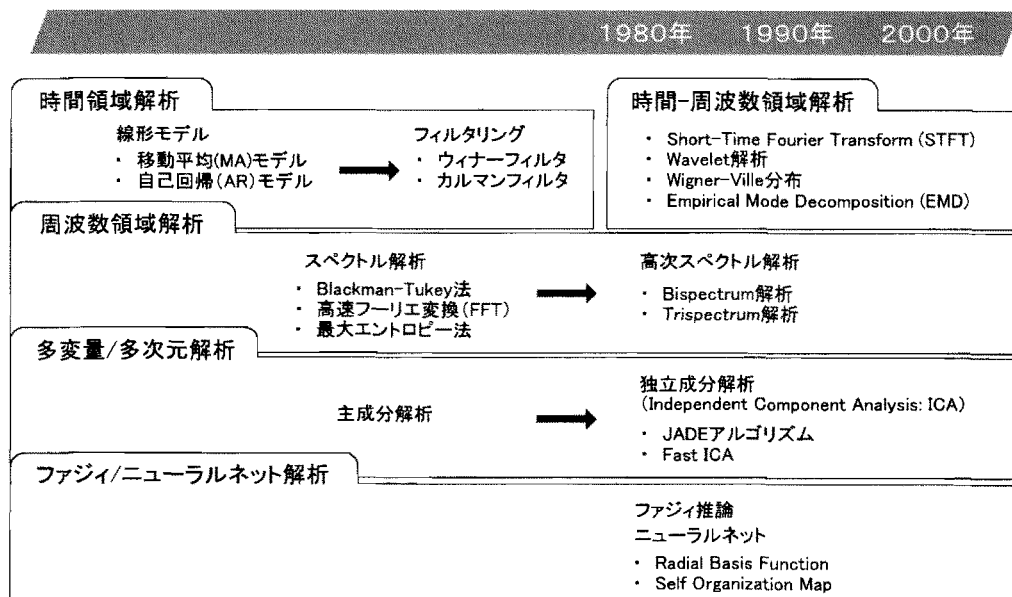 1980年 1990年 2000年
時間領域解析
線形モデル
・ 移動平均(MA)モデル
・ 自己回帰(AR)モデル
フィルタリング
・ ウィナーフィルタ
・ カルマンフィルタ
時間-周波数領域解析
・ Short-Time Fourier Transform (STFT)
・ Wavelet解析
・ Wigner-Ville分布
・ Empirical Mode Decomposition (EMD)
周波数領域解析
スペクトル解析
・ Blackman-Tukey法
・ 高速フーリエ変換(FFT)
・ 最大エントロピー法
高次スペクトル解析
・ Bispectrum解析
・ Trispectrum解析
多変量/多次元解析
主成分解析
独立成分解析
(Independent Component Analysis: ICA)
・ JADEアルゴリズム
・ Fast ICA
ファジィ/ニューラルネット解析
ファジィ推論
ニューラルネット
・ Radial Basis Function
・ Self Organization Map